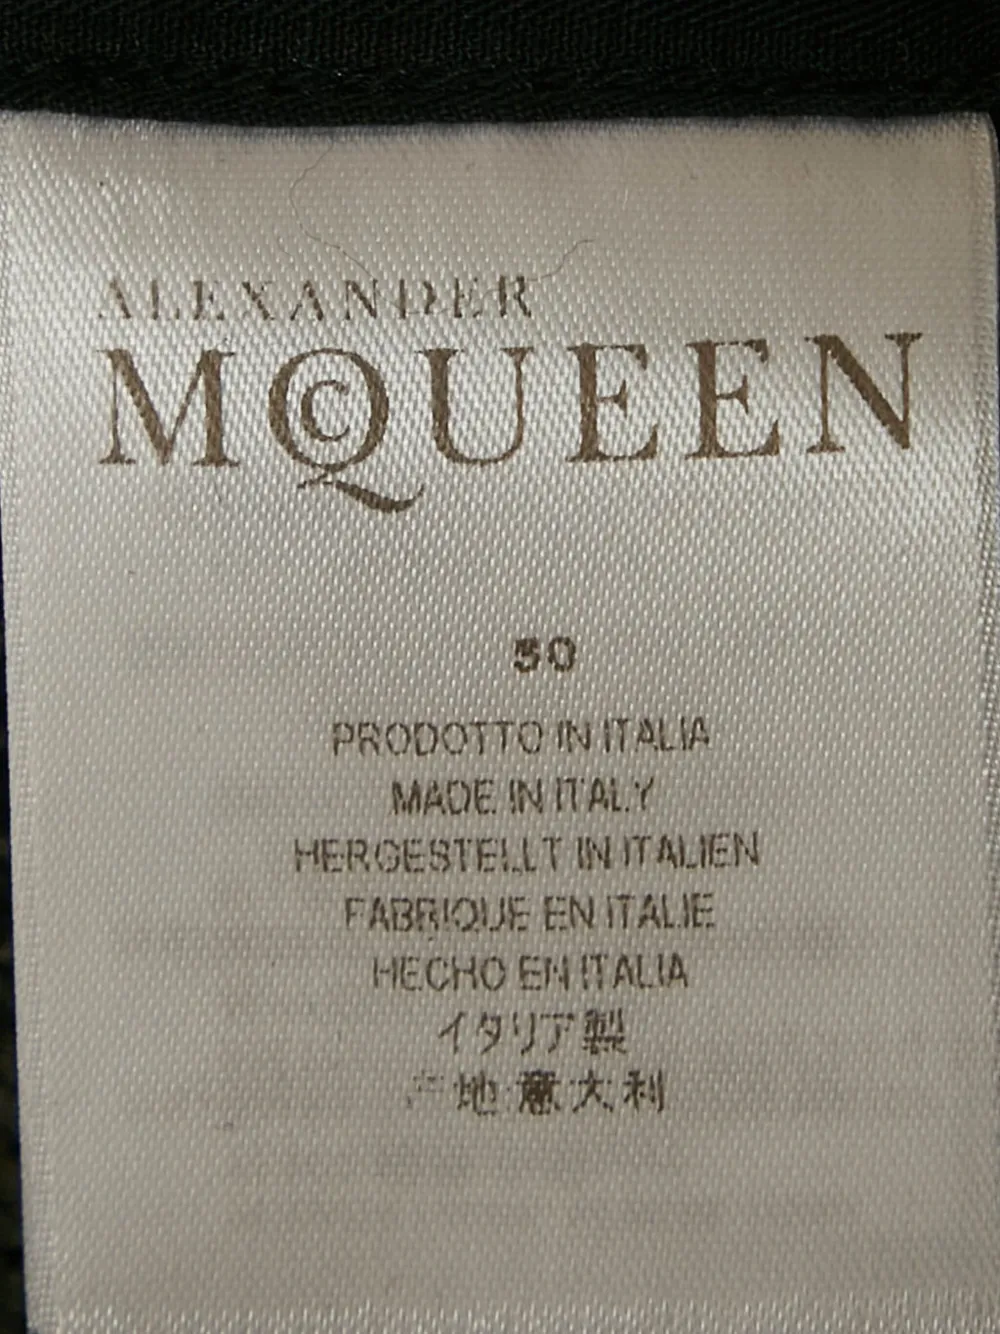 ALEXANDER
McQUEEN
50
PRODOTTO IN ITALIA
MADE IN ITALY
HERGESTELLT IN ITALIEN
FABRIQUE EN ITALIE
HECHO EN ITALIA
イタリア製
产地:意大利